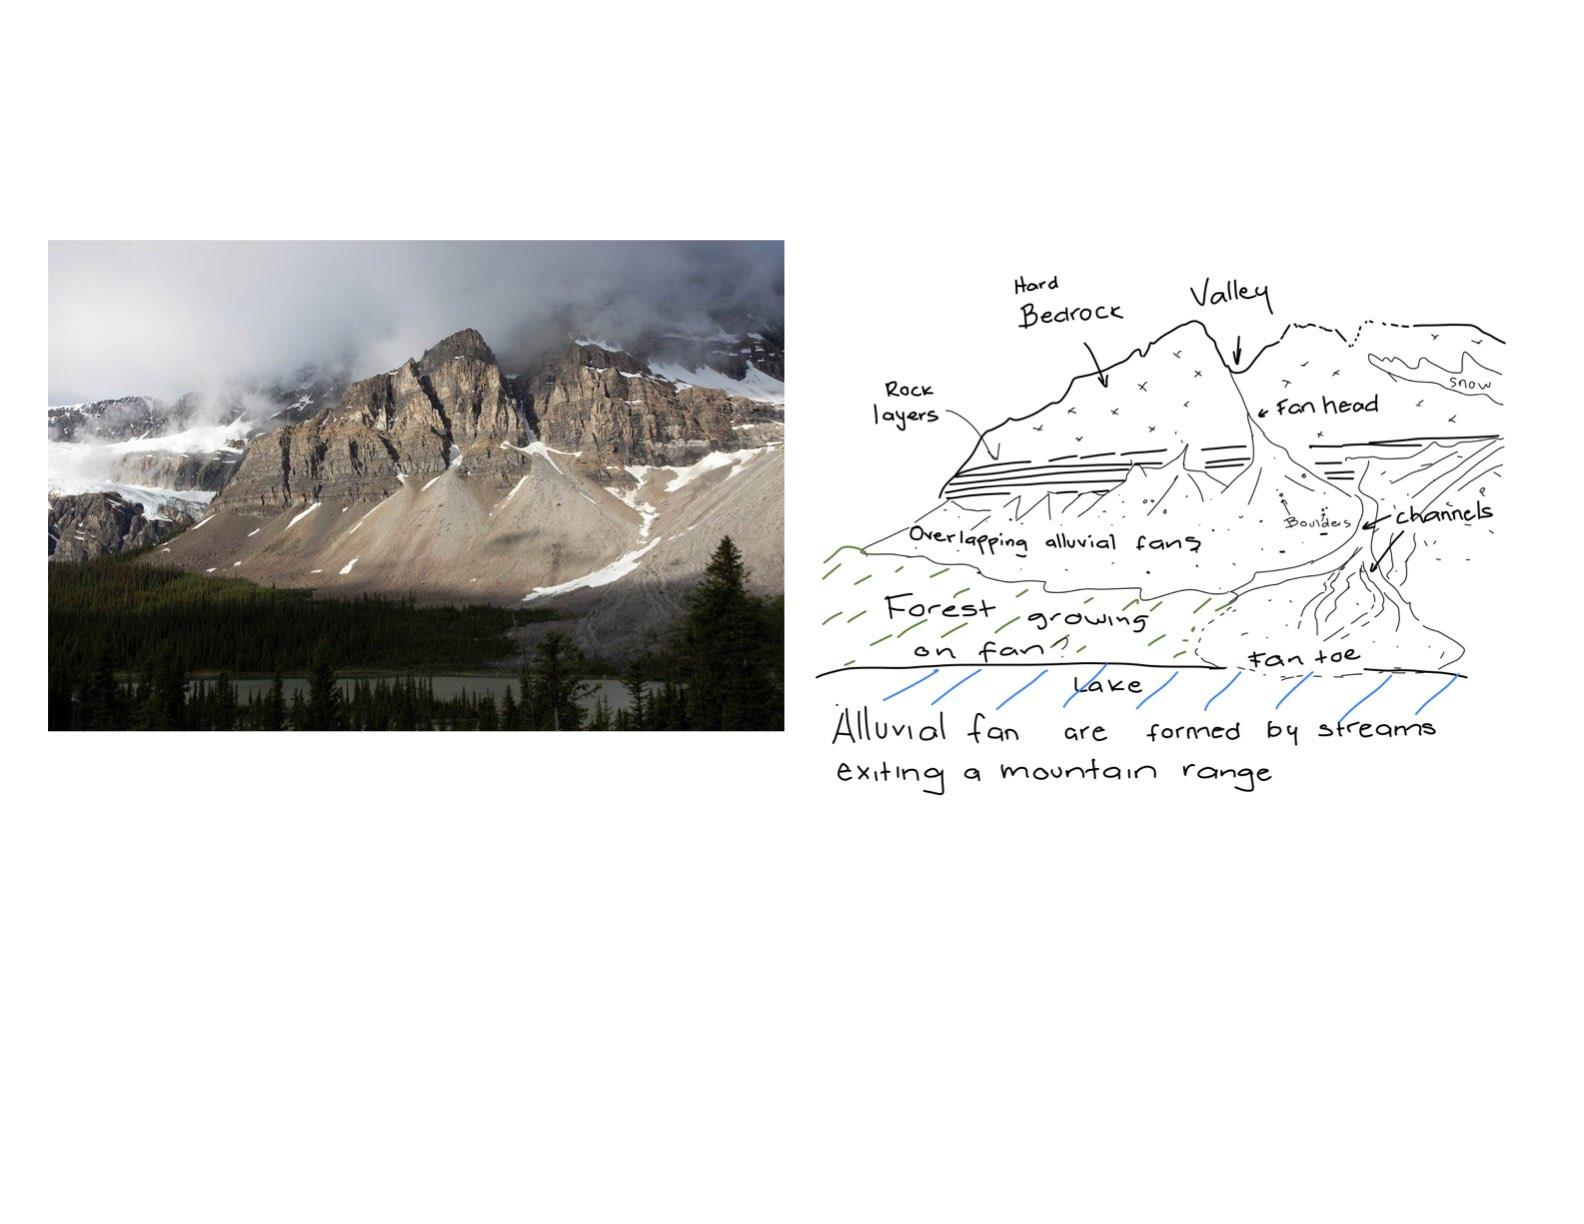 Hard
Bedrock
Valley
Rock
layers
Snow
Fan head
Boulders
channels
Overlapping alluvial fans
Forest growing
on fan?
Fan toe
Lake
Alluvial fan are formed by streams
exiting a mountain range